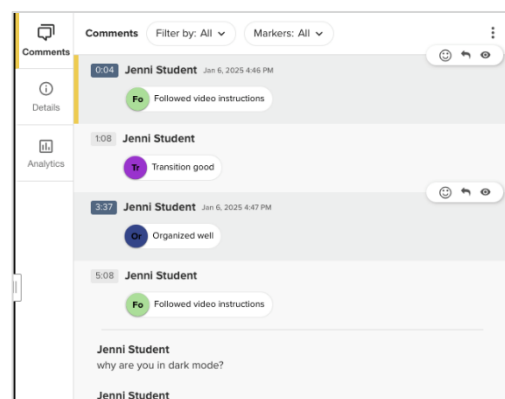 Comments
Details
Analytics
Comments Filter by: All Markers: All
0:04 Jenni Student Jan 6, 2025 4:46 PM
Fo Followed video instructions
1:08 Jenni Student
Tr Transition good
3:37 Jenni Student Jan 6, 2025 4:47 PM
Or Organized well
5:08 Jenni Student
Fo Followed video instructions
Jenni Student
why are you in dark mode?
Jenni Student